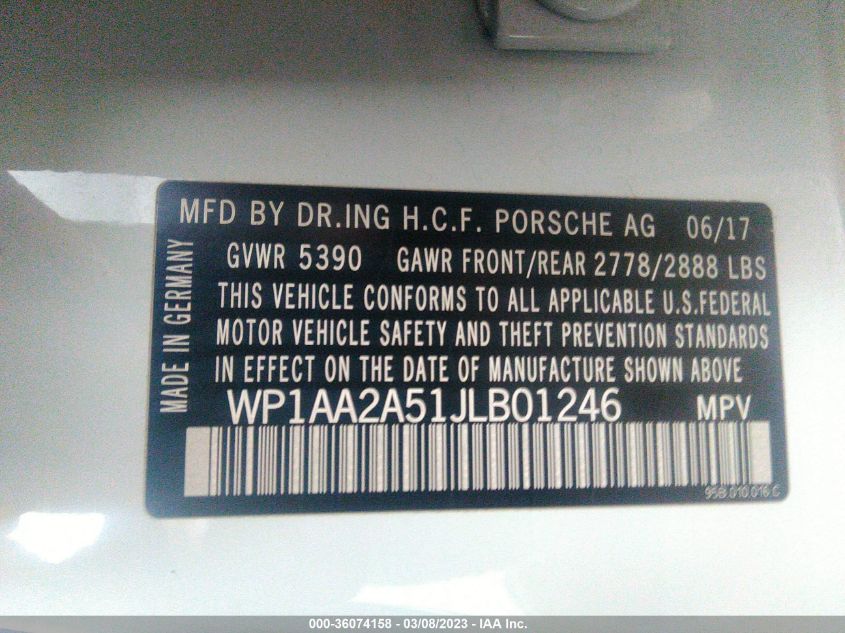 MFD BY DR.ING H.C.F. PORSCHE AG 06/17
GVWR 5390 GAWR FRONT/REAR 2778/2888 LBS
THIS VEHICLE CONFORMS TO ALL APPLICABLE U.S.FEDERAL
MOTOR VEHICLE SAFETY AND THEFT PREVENTION STANDARDS
IN EFFECT ON THE DATE OF MANUFACTURE SHOWN ABOVE
MADE IN GERMANY
WP1AA2A51JLB01246 MPV
95B.010.016.C
000-36074158 - 03/08/2023 - IAA Inc.